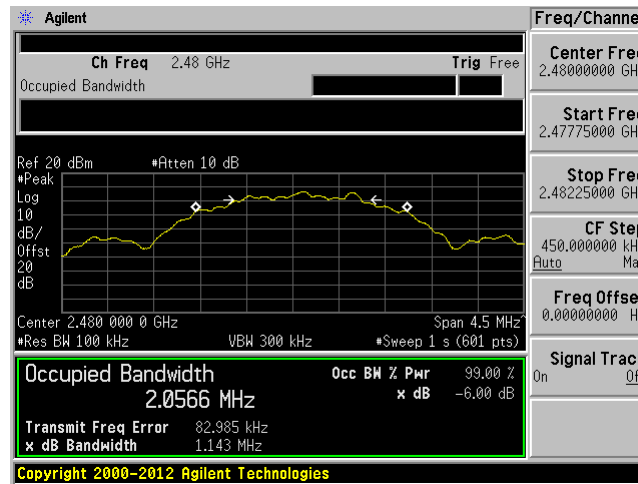 Agilent
Freq/Channe
Ch Freq 2.48 GHz Trig Free
Occupied Bandwidth
Center Fre
2.48000000 GH
Start Fre
2.47775000 GH
Stop Fre
2.48225000 GH
CF Ste
450.000000 kH
Auto Ma
Freq Offse
0.00000000 H
Signal Trac
On Of
Ref 20 dBm #Atten 10 dB
#Peak
Log
10
dB/
Offst
20
dB
Center 2.480 000 0 GHz Span 4.5 MHz^
#Res BW 100 kHz VBW 300 kHz #Sweep 1 s (601 pts)
Occupied Bandwidth Occ BW % Pwr 99.00 %
2.0566 MHz x dB -6.00 dB
Transmit Freq Error 82.985 kHz
x dB Bandwidth 1.143 MHz
Copyright 2000-2012 Agilent Technologies